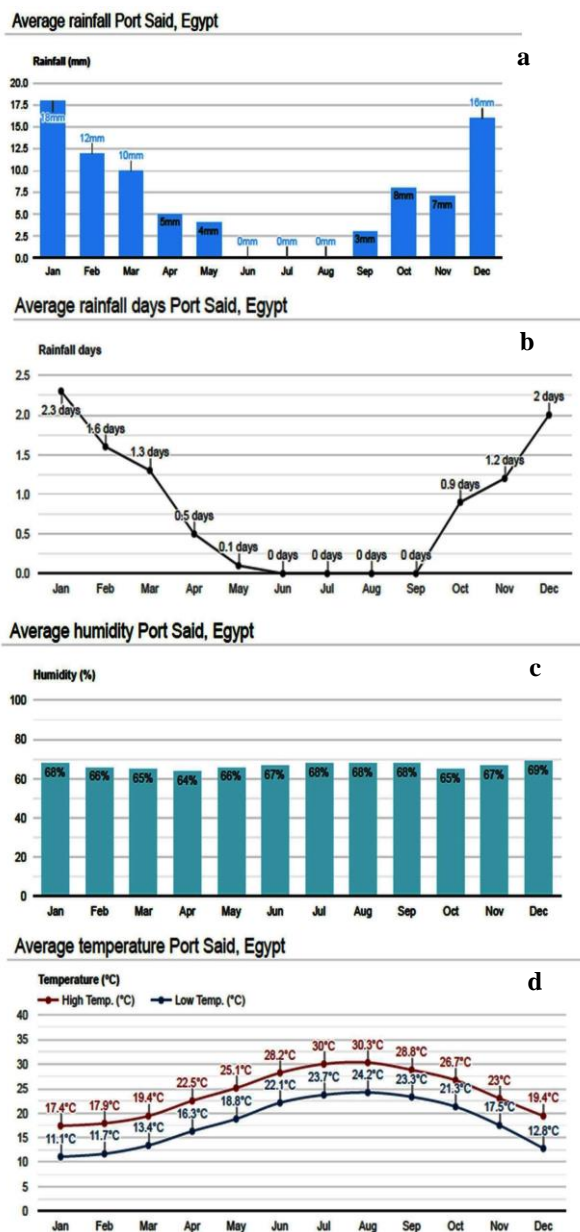 Average rainfall Port Said, Egypt
a
Rainfall (mm)
20.0
17.5
15.0
12.5
10.0
7.5
5.0
2.5
0.0
18mm
12mm
10mm
5mm
4mm
0mm
0mm
0mm
3mm
8mm
7mm
16mm
Jan Feb Mar Apr May Jun Jul Aug Sep Oct Nov Dec
Average rainfall days Port Said, Egypt
b
Rainfall days
2.5
2.0
1.5
1.0
0.5
0.0
2.3 days
1.6 days
1.3 days
0.5 days
0.1 days
0 days
0 days
0 days
0 days
0.9 days
1.2 days
2 days
Jan Feb Mar Apr May Jun Jul Aug Sep Oct Nov Dec
Average humidity Port Said, Egypt
c
Humidity (%)
100
80
60
40
20
0
68% 66% 65% 64% 66% 67% 68% 68% 68% 65% 67% 69%
Jan Feb Mar Apr May Jun Jul Aug Sep Oct Nov Dec
Average temperature Port Said, Egypt
d
Temperature (°C)
High Temp. (°C) Low Temp. (°C)
40
35
30
25
20
15
10
5
0
17.4°C 17.9°C 19.4°C 22.5°C 25.1°C 28.2°C 30°C 30.3°C 28.8°C 26.7°C 23°C 19.4°C
11.1°C 11.7°C 13.4°C 16.3°C 18.8°C 22.1°C 23.7°C 24.2°C 23.3°C 21.3°C 17.5°C 12.8°C
Jan Feb Mar Apr May Jun Jul Aug Sep Oct Nov Dec